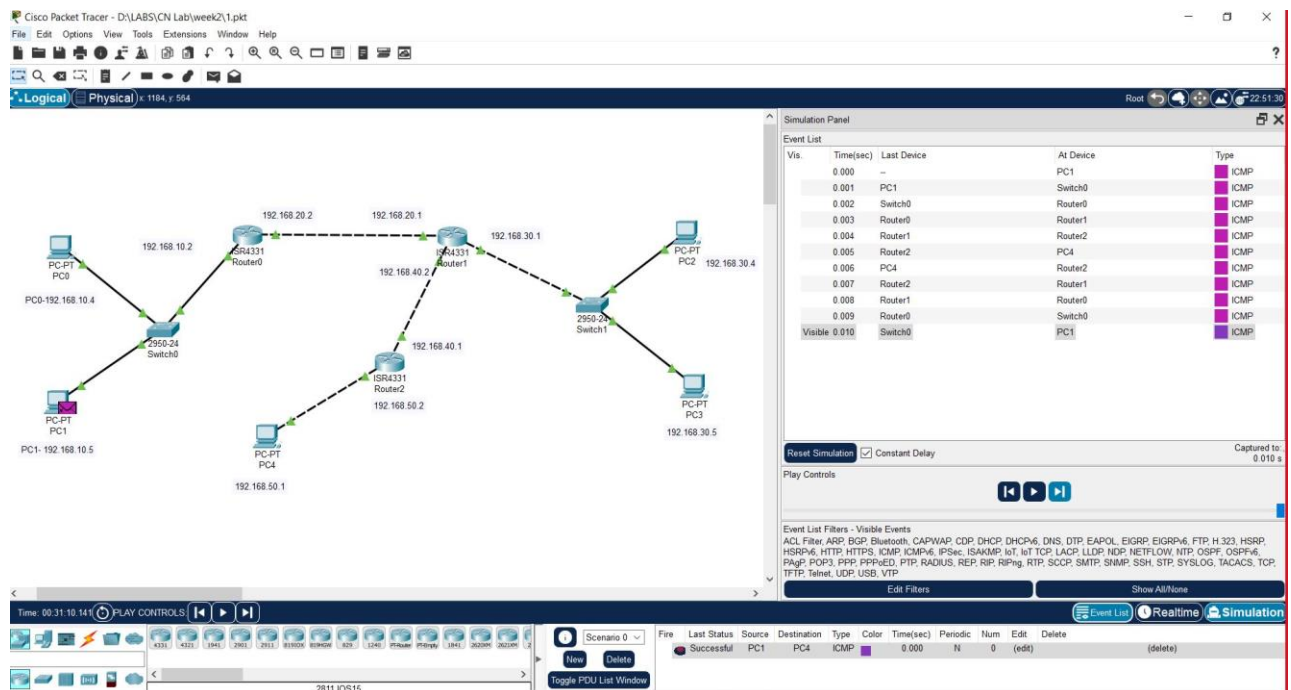 Cisco Packet Tracer - D:\LABS\CN Lab\week2\1.pkt
File Edit Options View Tools Extensions Window Help
?
Logical Physical x: 1184, y: 564 Root 22:51:30
Simulation Panel
Event List
Vis. Time(sec) Last Device At Device Type
0.000 -- PC1 ICMP
0.001 PC1 Switch0 ICMP
0.002 Switch0 Router0 ICMP
0.003 Router0 Router1 ICMP
0.004 Router1 Router2 ICMP
0.005 Router2 PC4 ICMP
0.006 PC4 Router2 ICMP
0.007 Router2 Router1 ICMP
0.008 Router1 Router0 ICMP
0.009 Router0 Switch0 ICMP
Visible 0.010 Switch0 PC1 ICMP
Reset Simulation Constant Delay Captured to:
0.010 s
Play Controls
Event List Filters - Visible Events
ACL Filter, ARP, BGP, Bluetooth, CAPWAP, CDP, DHCP, DHCPv6, DNS, DTP, EAPOL, EIGRP, EIGRPv6, FTP, H.323, HSRP,
HSRPv6, HTTP, HTTPS, ICMP, ICMPv6, IPSec, ISAKMP, IoT, IoT TCP, LACP, LLDP, NDP, NETFLOW, NTP, OSPF, OSPFv6,
PAgP, POP3, PPP, PPPoED, PTP, RADIUS, REP, RIP, RIPng, RTP, SCCP, SMTP, SNMP, SSH, STP, SYSLOG, TACACS, TCP,
TFTP, Telnet, UDP, USB, VTP
Edit Filters Show All/None
192.168.20.2 192.168.20.1
192.168.10.2
192.168.30.1
ISR4331
Router0
ISR4331
Router1
192.168.40.2
PC-PT
PC0
PC0-192.168.10.4
PC-PT
PC2
192.168.30.4
2950-24
Switch0
2950-24
Switch1
192.168.40.1
ISR4331
Router2
192.168.50.2
PC-PT
PC1
PC1- 192.168.10.5
PC-PT
PC3
192.168.30.5
PC-PT
PC4
192.168.50.1
Time: 00:31:10.141 PLAY CONTROLS: Event List Realtime Simulation
4331 4321 1941 2901 2911 819IOX 819HGW 829 1240 PT-Router PT-Empty 1841 2620XM 2621XM 2
2811 IOS15
Scenario 0
New Delete
Toggle PDU List Window
Fire Last Status Source Destination Type Color Time(sec) Periodic Num Edit Delete
Successful PC1 PC4 ICMP 0.000 N 0 (edit) (delete)